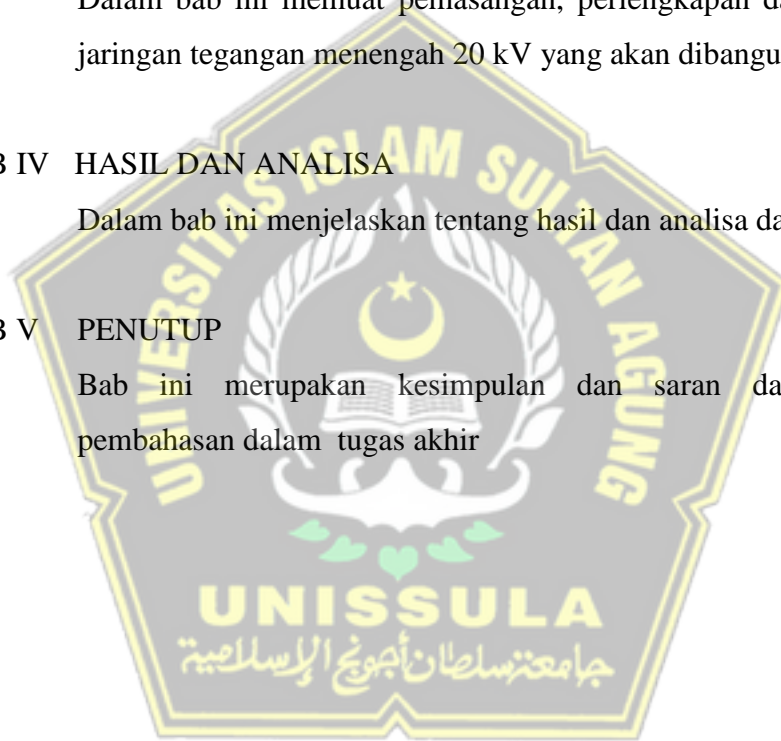 Dalam bab ini memuat pemasangan, perlengkapan da
jaringan tegangan menengah 20 kV yang akan dibangu
B IV HASIL DAN ANALISA
Dalam bab ini menjelaskan tentang hasil dan analisa da
B V PENUTUP
Bab ini merupakan kesimpulan dan saran da
pembahasan dalam tugas akhir
UNIVERSITAS ISLAM SULTAN AGUNG
UNISSULA
جامعة سلطان أجونج الإسلامية